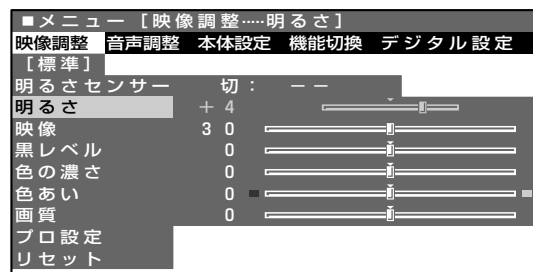 ■メニュー［映像調整……明るさ］
映像調整 音声調整 本体設定 機能切換 デジタル設定
［標準］
明るさセンサー 切： －－
明るさ ＋4
映像 30
黒レベル 0
色の濃さ 0
色あい 0
画質 0
プロ設定
リセット